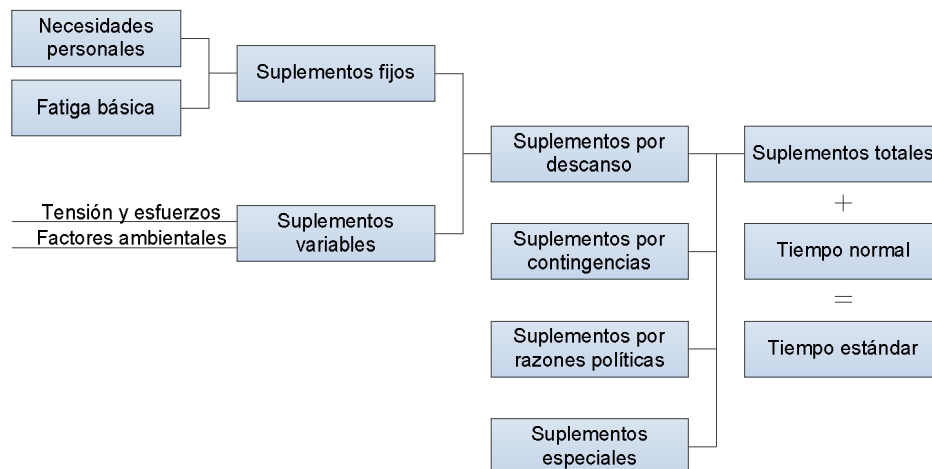 Necesidades
personales
Fatiga básica
Suplementos fijos
Tensión y esfuerzos
Factores ambientales
Suplementos
variables
Suplementos por
descanso
Suplementos por
contingencias
Suplementos por
razones políticas
Suplementos
especiales
Suplementos totales
+
Tiempo normal
=
Tiempo estándar